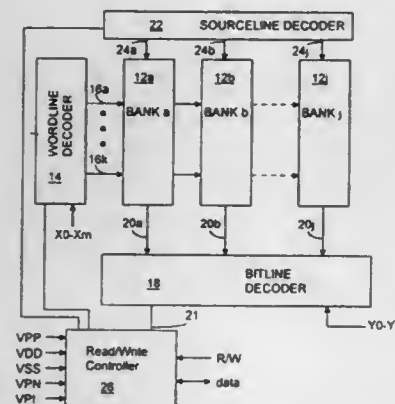 22 SOURCELINE DECODER
24a 24b 24j
12a 12b 12j
16a
BANK a BANK b BANK j
WORDLINE DECODER
14
16k
X0-Xm
20a 20b 20j
BITLINE DECODER
18
21
Y0-Y
VPP
VDD
VSS
VPN
VPI
Read/Write Controller
26
R/W
data